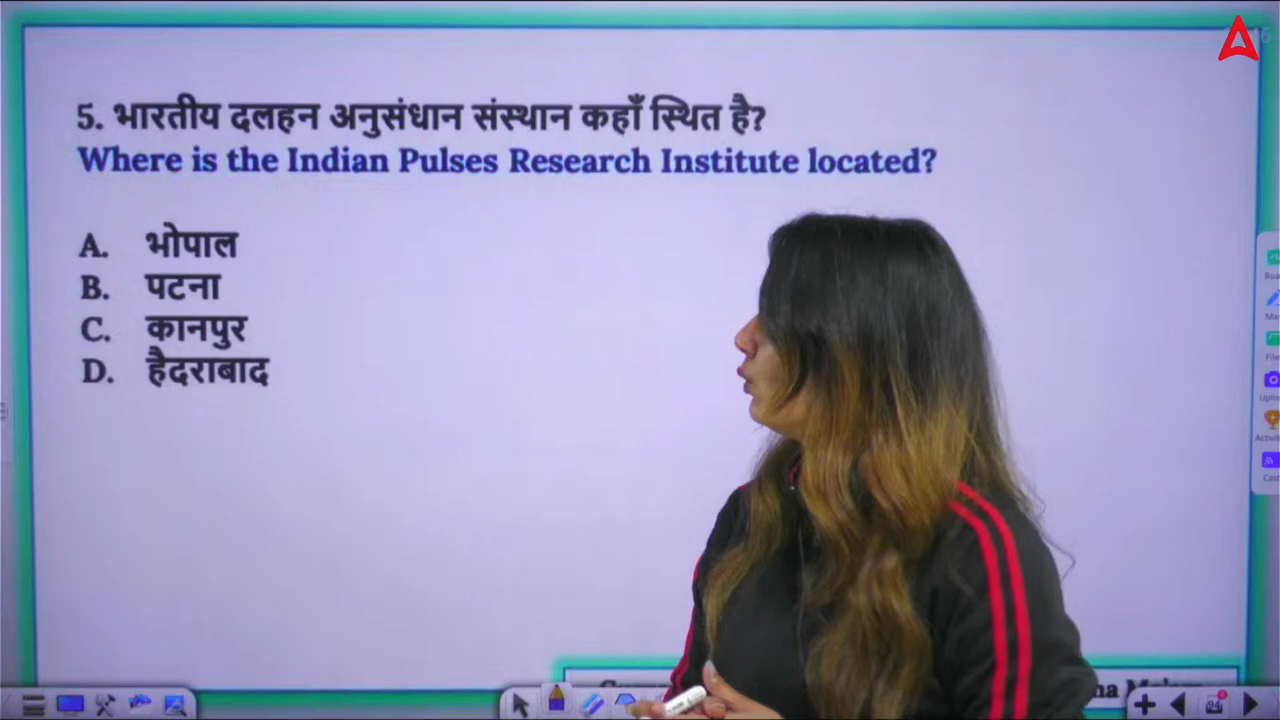 5. भारतीय दलहन अनुसंधान संस्थान कहाँ स्थित है?
Where is the Indian Pulses Research Institute located?
A. भोपाल
B. पटना
C. कानपुर
D. हैदराबाद